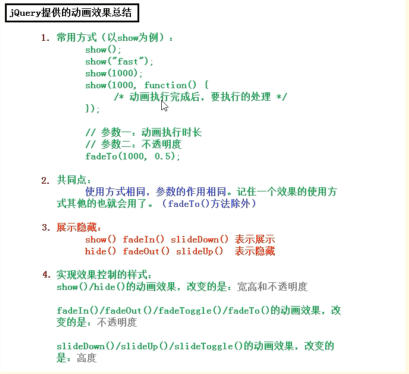 jQuery提供的动画效果总结
1. 常用方式（以show为例）：
show();
show("fast");
show(1000);
show(1000, function() {
/* 动画执行完成后，要执行的处理 */
});
// 参数一：动画执行时长
// 参数二：不透明度
fadeTo(1000, 0.5);
2. 共同点：
使用方式相同，参数的作用相同。记住一个效果的使用方
式其他的也就会用了。（fadeTo()方法除外）
3. 展示隐藏：
show() fadeIn() slideDown() 表示展示
hide() fadeOut() slideUp() 表示隐藏
4. 实现效果控制的样式：
show()/hide()的动画效果，改变的是：宽高和不透明度
fadeIn()/fadeOut()/fadeToggle()/fadeTo()的动画效果，改
变的是：不透明度
slideDown()/slideUp()/slideToggle()的动画效果，改变的
是：高度